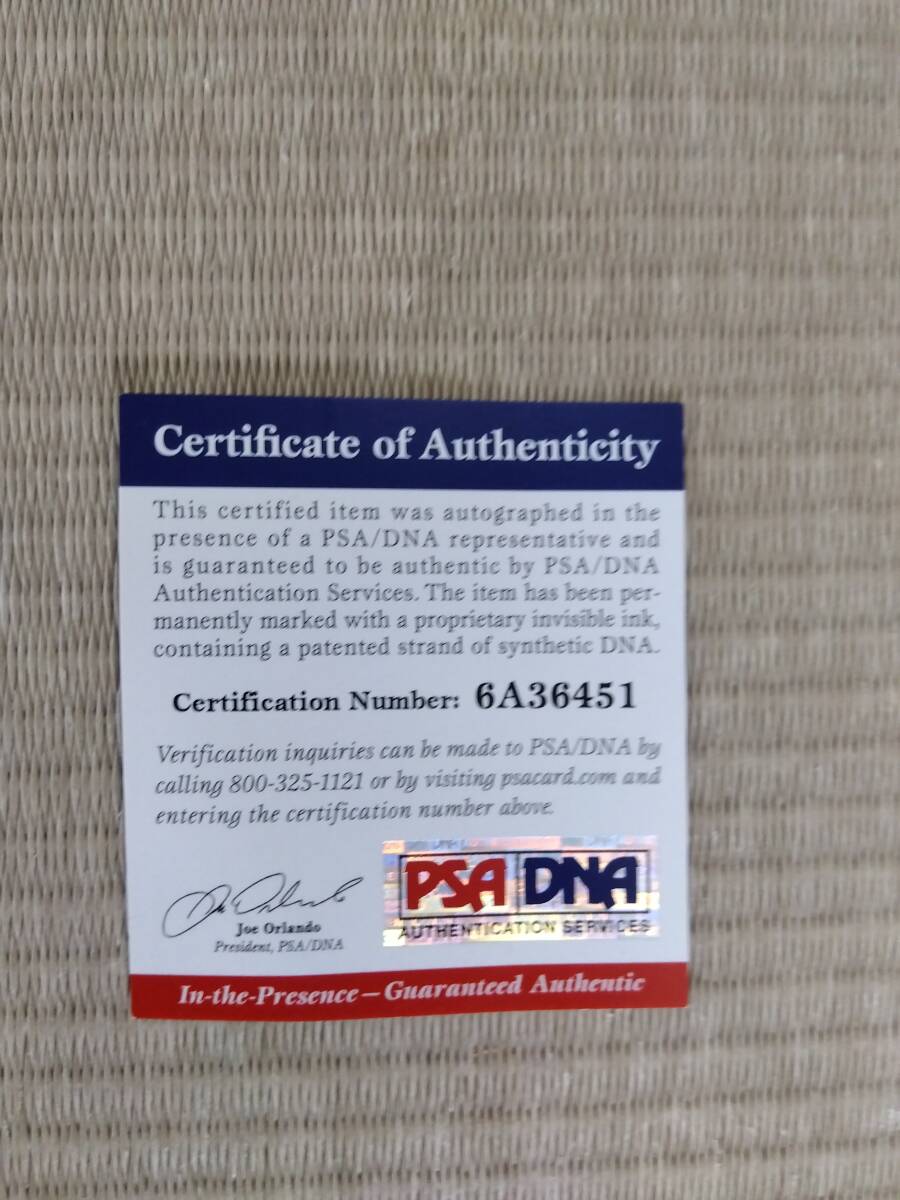 Certificate of Authenticity
This certified item was autographed in the
presence of a PSA/DNA representative and
is guaranteed to be authentic by PSA/DNA
Authentication Services. The item has been per-
manently marked with a proprietary invisible ink,
containing a patented strand of synthetic DNA.
Certification Number: 6A36451
Verification inquiries can be made to PSA/DNA by
calling 800-325-1121 or by visiting psacard.com and
entering the certification number above.
PSA DNA
AUTHENTICATION SERVICES
Joe Orlando
President, PSA/DNA
In-the-Presence—Guaranteed Authentic